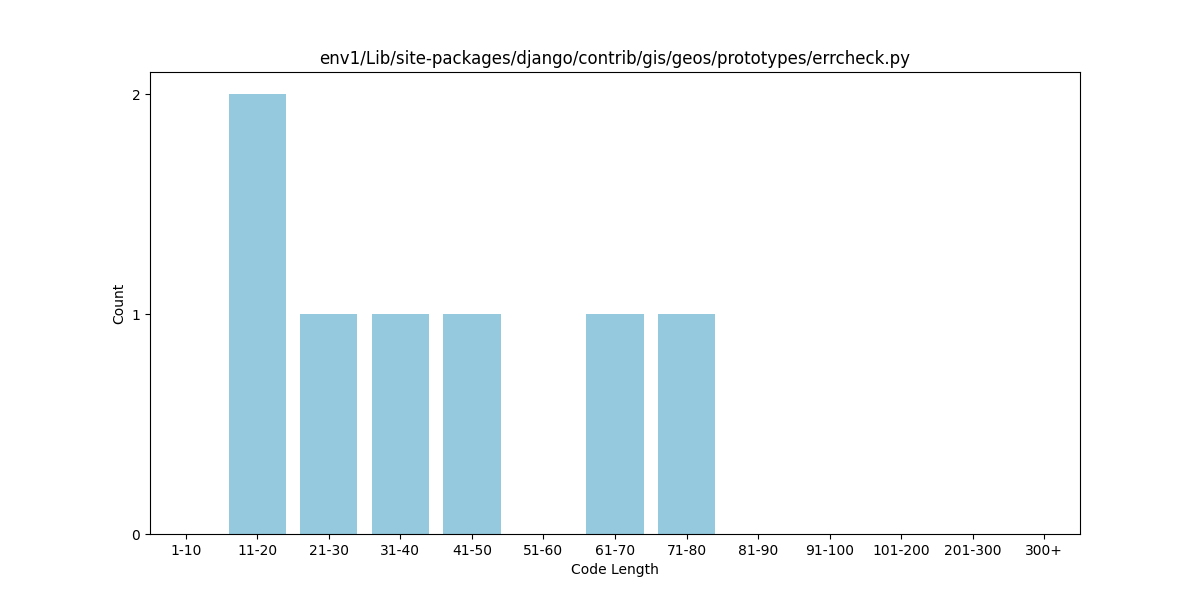 env1/Lib/site-packages/django/contrib/gis/geos/prototypes/errcheck.py
2
1
0
Count
1-10 11-20 21-30 31-40 41-50 51-60 61-70 71-80 81-90 91-100 101-200 201-300 300+
Code Length